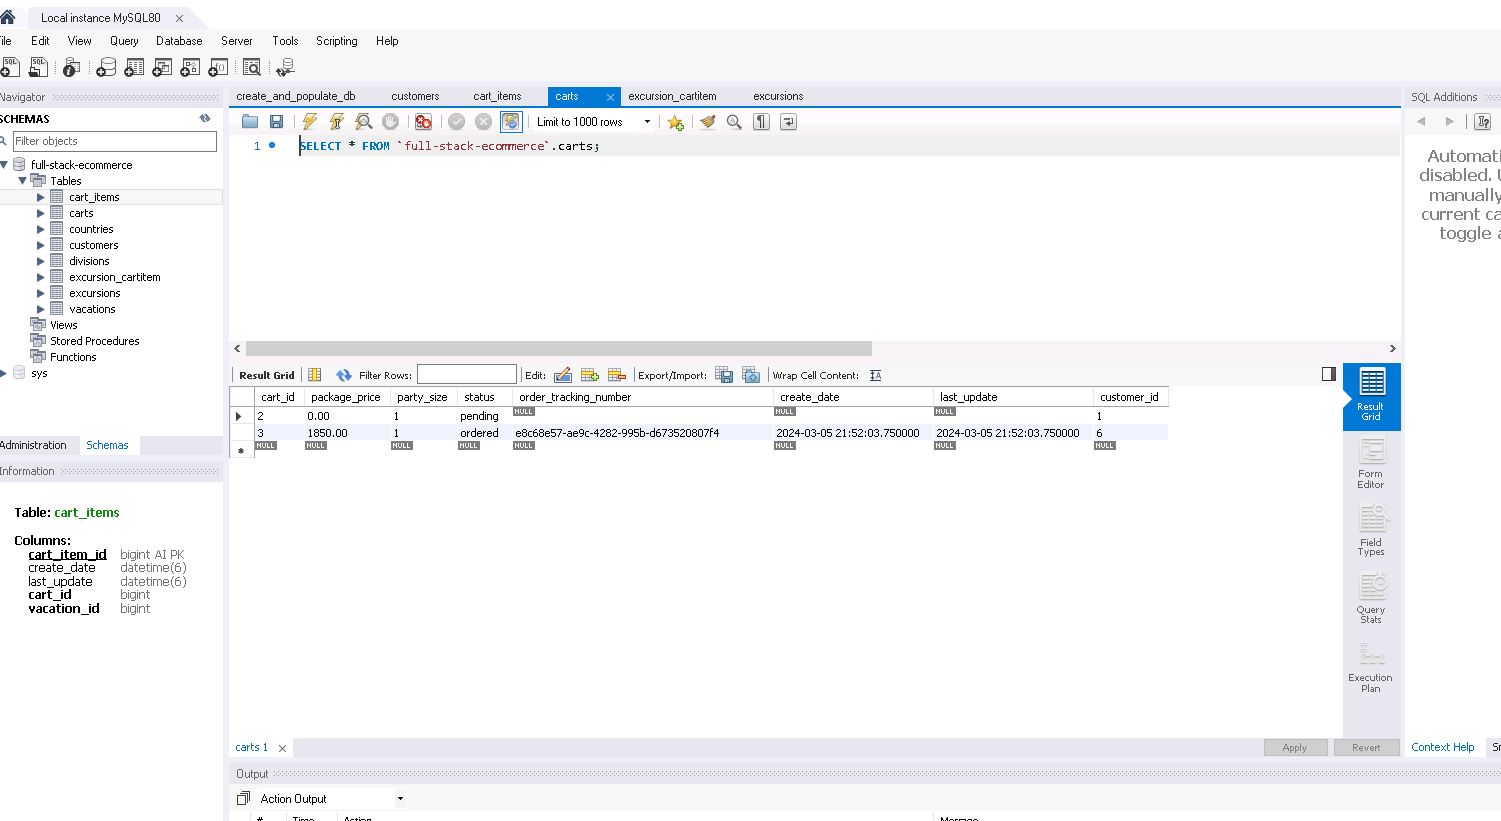 Local instance MySQL80
Edit View Query Database Server Tools Scripting Help
Navigator
SCHEMAS
Filter objects
full-stack-ecommerce
Tables
cart_items
carts
countries
customers
divisions
excursion_cartitem
excursions
vacations
Views
Stored Procedures
Functions
sys
Administration Schemas
Information
Table: cart_items
Columns:
cart_item_id bigint AI PK
create_date datetime(6)
last_update datetime(6)
cart_id bigint
vacation_id bigint
create_and_populate_db customers cart_items carts excursion_cartitem excursions
Limit to 1000 rows
1 SELECT * FROM `full-stack-ecommerce`.carts;
Result Grid Filter Rows: Edit: Export/Import: Wrap Cell Content:
cart_id package_price party_size status order_tracking_number create_date last_update customer_id
2 0.00 1 pending NULL NULL NULL 1
3 1850.00 1 ordered e8c68e57-ae9c-4282-995b-d673520807f4 2024-03-05 21:52:03.750000 2024-03-05 21:52:03.750000 6
NULL NULL NULL NULL NULL NULL NULL NULL
Result
Grid
Form
Editor
Field
Types
Query
Stats
Execution
Plan
carts 1 Apply Revert
Output
Action Output
# Time Action Message
SQL Additions
Automati
disabled. U
manually
current ca
toggle a
Context Help